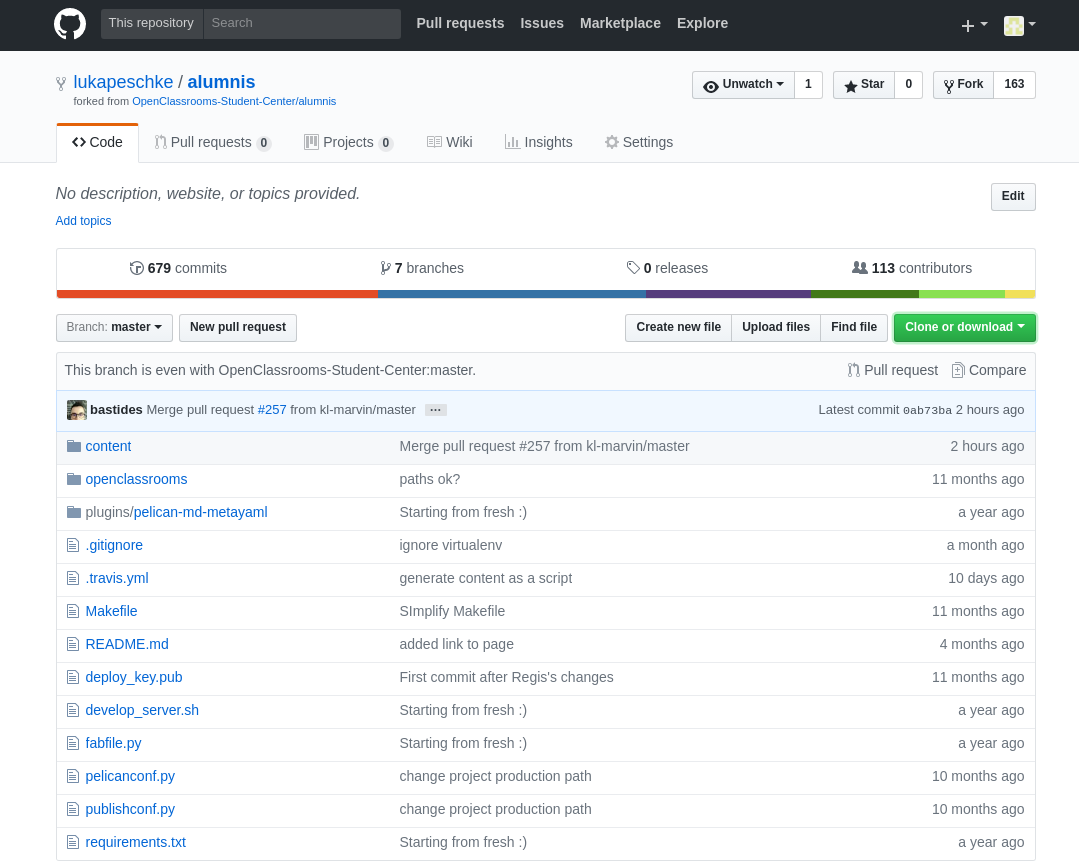 This repository Search Pull requests Issues Marketplace Explore
lukapeschke / alumnis Unwatch 1 Star 0 Fork 163
forked from OpenClassrooms-Student-Center/alumnis
Code Pull requests 0 Projects 0 Wiki Insights Settings
No description, website, or topics provided. Edit
Add topics
679 commits 7 branches 0 releases 113 contributors
Branch: master New pull request Create new file Upload files Find file Clone or download
This branch is even with OpenClassrooms-Student-Center:master. Pull request Compare
bastides Merge pull request #257 from kl-marvin/master ... Latest commit 0ab73ba 2 hours ago
content Merge pull request #257 from kl-marvin/master 2 hours ago
openclassrooms paths ok? 11 months ago
plugins/pelican-md-metayaml Starting from fresh :) a year ago
.gitignore ignore virtualenv a month ago
.travis.yml generate content as a script 10 days ago
Makefile SImplify Makefile 11 months ago
README.md added link to page 4 months ago
deploy_key.pub First commit after Regis's changes 11 months ago
develop_server.sh Starting from fresh :) a year ago
fabfile.py Starting from fresh :) a year ago
pelicanconf.py change project production path 10 months ago
publishconf.py change project production path 10 months ago
requirements.txt Starting from fresh :) a year ago